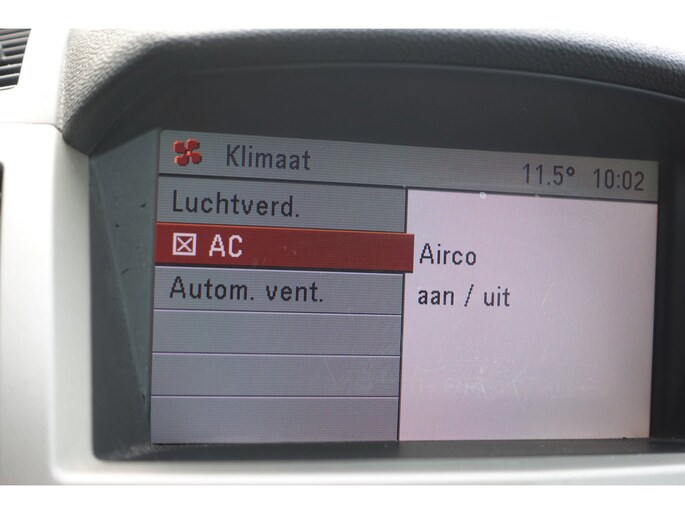 Klimaat 11.5° 10:02
Luchtverd.
☒ AC
Autom. vent.
Airco
aan / uit